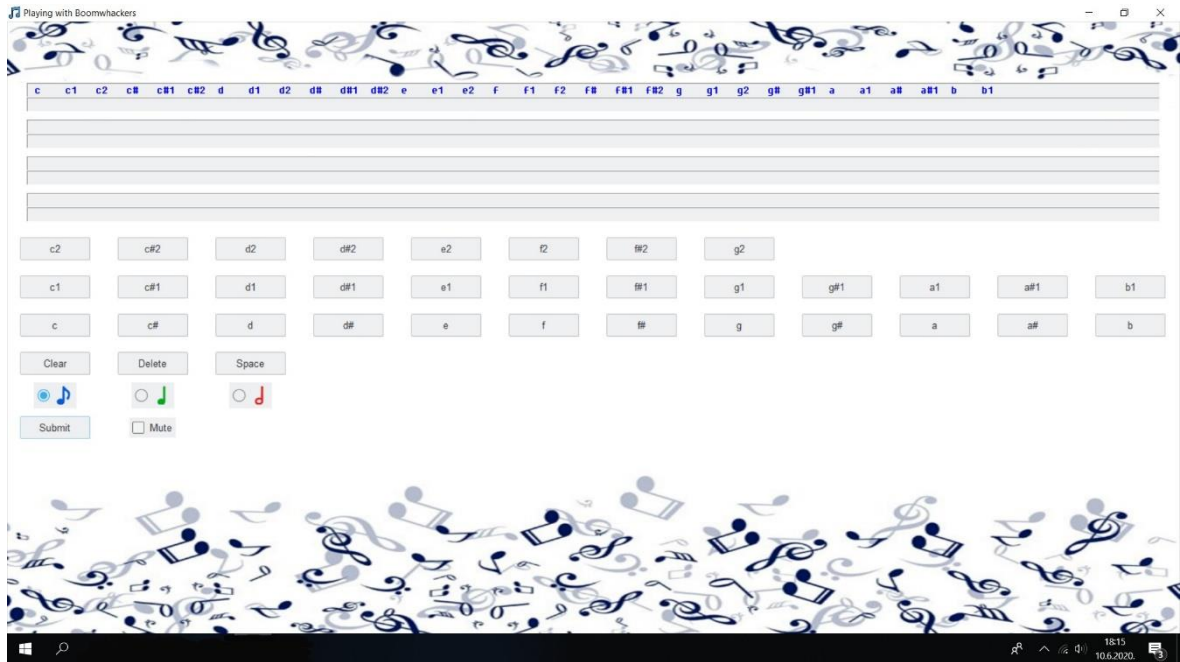 Playing with Boomwhackers
c c1 c2 c# c#1 c#2 d d1 d2 d# d#1 d#2 e e1 e2 f f1 f2 f# f#1 f#2 g g1 g2 g# g#1 a a1 a# a#1 b b1
c2 c#2 d2 d#2 e2 f2 f#2 g2
c1 c#1 d1 d#1 e1 f1 f#1 g1 g#1 a1 a#1 b1
c c# d d# e f f# g g# a a# b
Clear Delete Space
Submit Mute
18:15
10.6.2020.
3